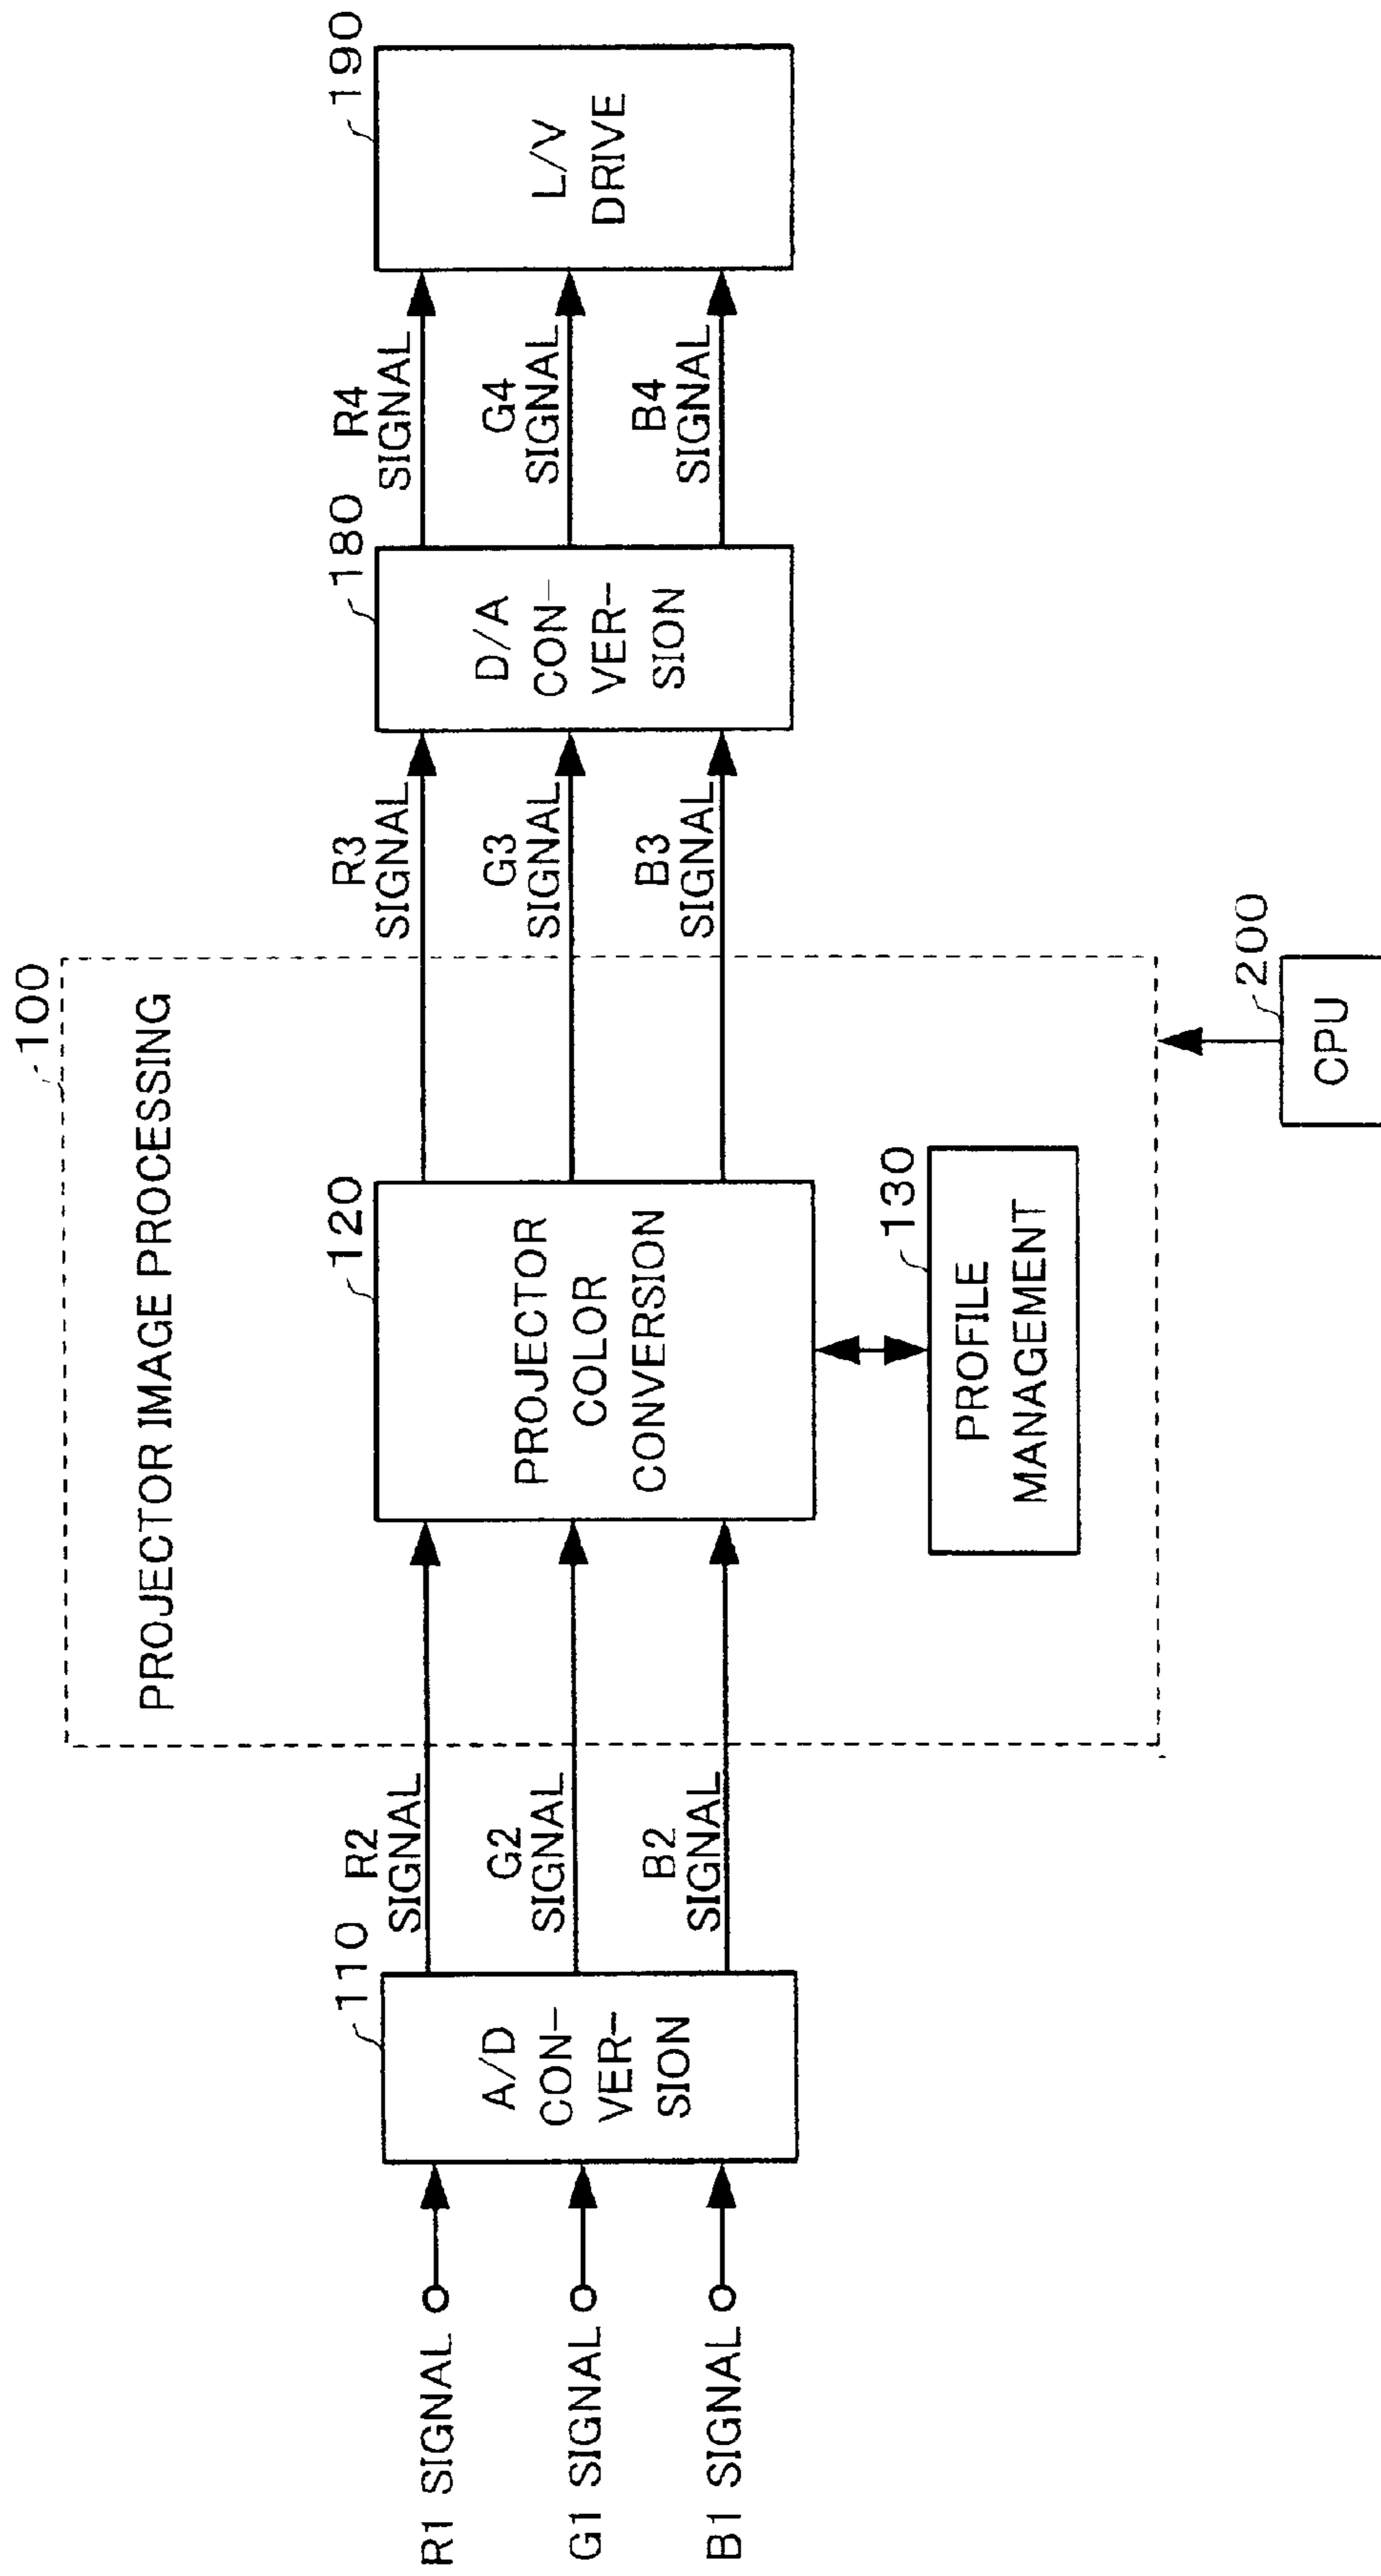 100
PROJECTOR IMAGE PROCESSING
R1 SIGNAL
G1 SIGNAL
B1 SIGNAL
110
A/D
CON-
VER-
SION
R2
SIGNAL
G2
SIGNAL
B2
SIGNAL
120
PROJECTOR
COLOR
CONVERSION
130
PROFILE
MANAGEMENT
R3
SIGNAL
G3
SIGNAL
B3
SIGNAL
180
D/A
CON-
VER-
SION
R4
SIGNAL
G4
SIGNAL
B4
SIGNAL
190
L/V
DRIVE
200
CPU